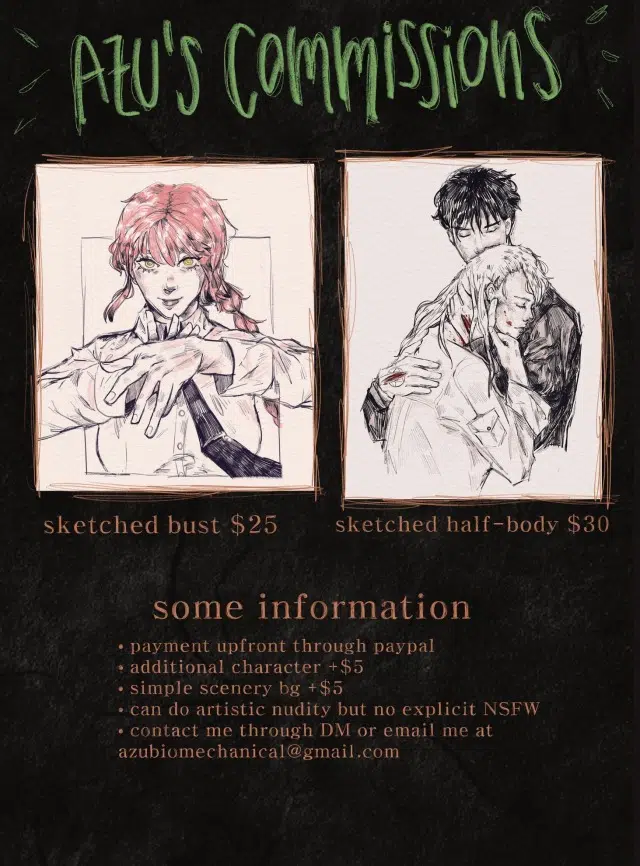 Azu's Commissions
sketched bust $25
sketched half-body $30
some information
• payment upfront through paypal
• additional character +$5
• simple scenery bg +$5
• can do artistic nudity but no explicit NSFW
• contact me through DM or email me at
azubiomechanical@gmail.com